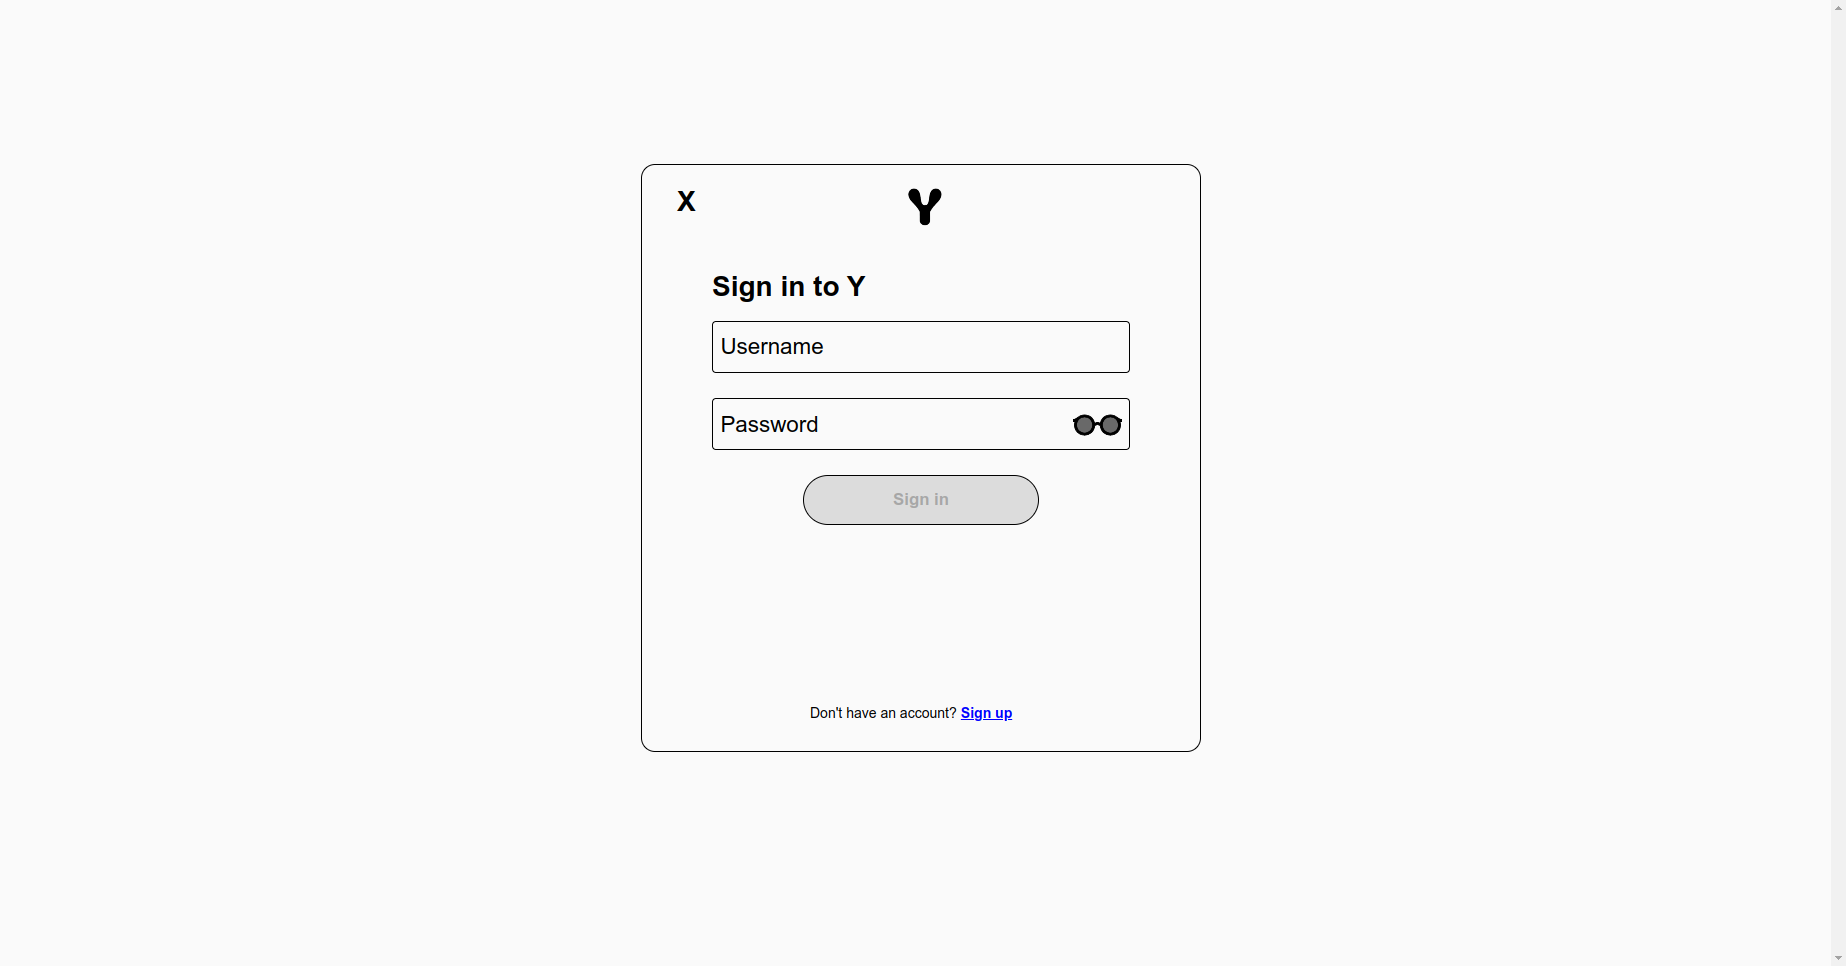 X
Y
Sign in to Y
Username
Password
Sign in
Don't have an account? Sign up